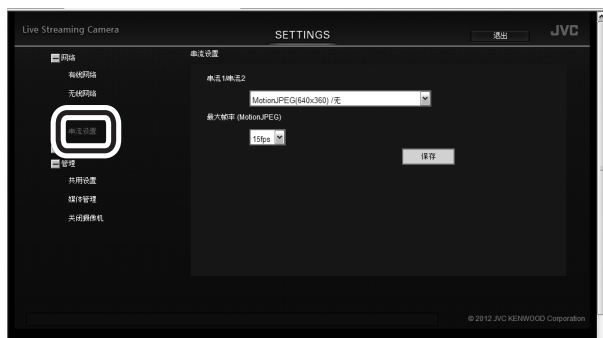 Live Streaming Camera
SETTINGS
退出
JVC
网络
有线网络
无线网络
串流设置
管理
共用设置
媒体管理
关闭摄像机
串流设置
串流1/串流2
MotionJPEG(640x360) /无
最大帧率 (MotionJPEG)
15fps
保存
© 2012 JVC KENWOOD Corporation